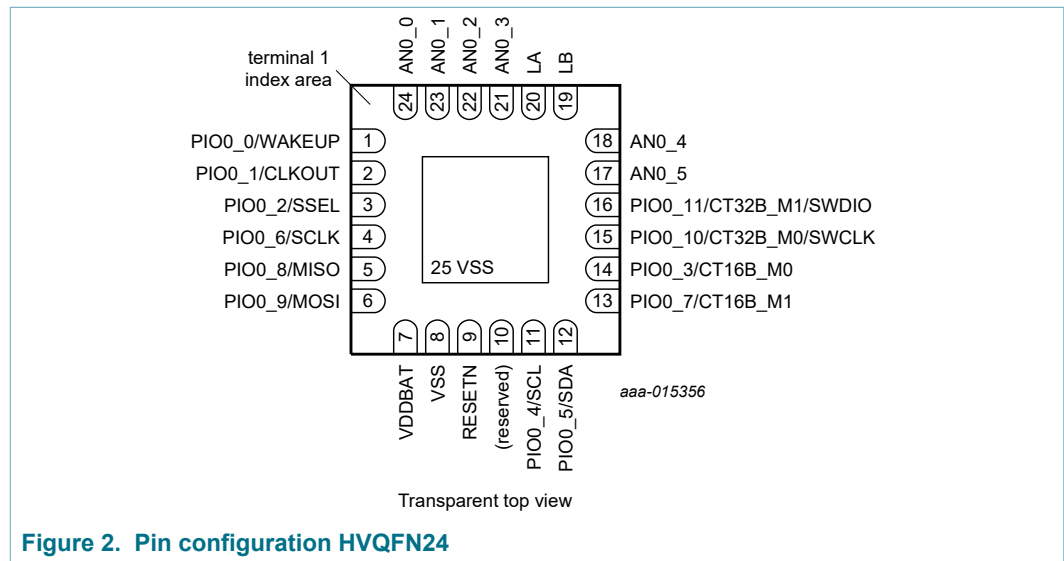 AN0_0
AN0_1
AN0_2
AN0_3
LA
LB
terminal 1
index area
24
23
22
21
20
19
PIO0_0/WAKEUP 1
PIO0_1/CLKOUT 2
PIO0_2/SSEL 3
PIO0_6/SCLK 4
PIO0_8/MISO 5
PIO0_9/MOSI 6
18 AN0_4
17 AN0_5
16 PIO0_11/CT32B_M1/SWDIO
15 PIO0_10/CT32B_M0/SWCLK
14 PIO0_3/CT16B_M0
13 PIO0_7/CT16B_M1
25 VSS
7
8
9
10
11
12
VDDBAT
VSS
RESETN
(reserved)
PIO0_4/SCL
PIO0_5/SDA
aaa-015356
Transparent top view
Figure 2. Pin configuration HVQFN24